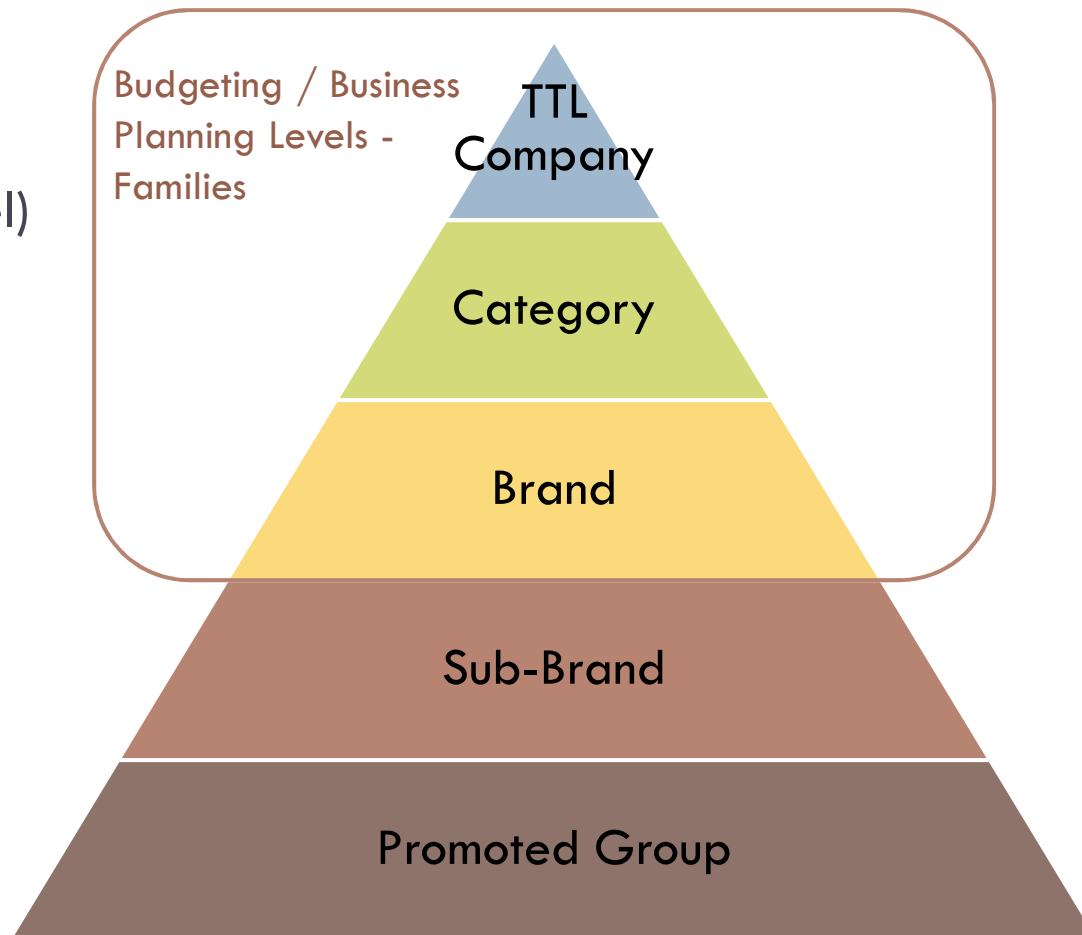 Budgeting / Business
Planning Levels -
Families
TTL
Company
l)
Category
Brand
Sub-Brand
Promoted Group